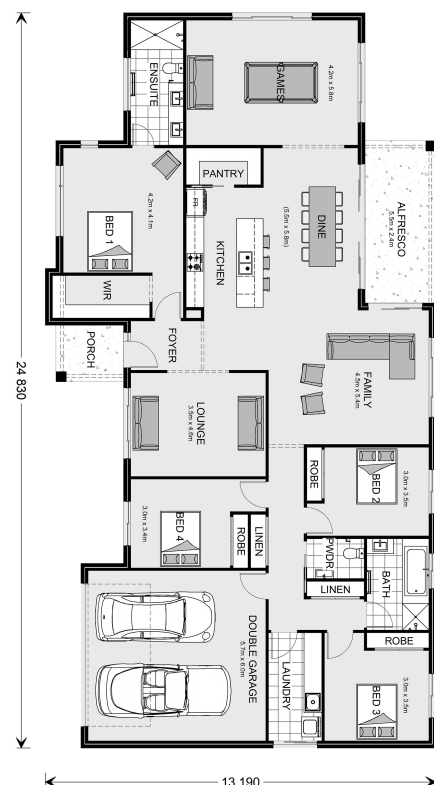 ENSUITE
GAMES
4.2m x 5.8m
PANTRY
BED 1
4.2m x 4.1m
WIR
KITCHEN
DINE
(5.5m x 5.8m)
ALFRESCO
5.5m x 2.4m
PORCH
FOYER
FAMILY
4.5m x 5.4m
LOUNGE
3.5m x 4.6m
24 830
ROBE
BED 2
3.0m x 3.5m
BED 4
3.0m x 3.4m
ROBE
LINEN
PWDR
BATH
LINEN
DOUBLE GARAGE
5.7m x 6.0m
LAUNDRY
ROBE
BED 3
3.0m x 3.5m
13 190